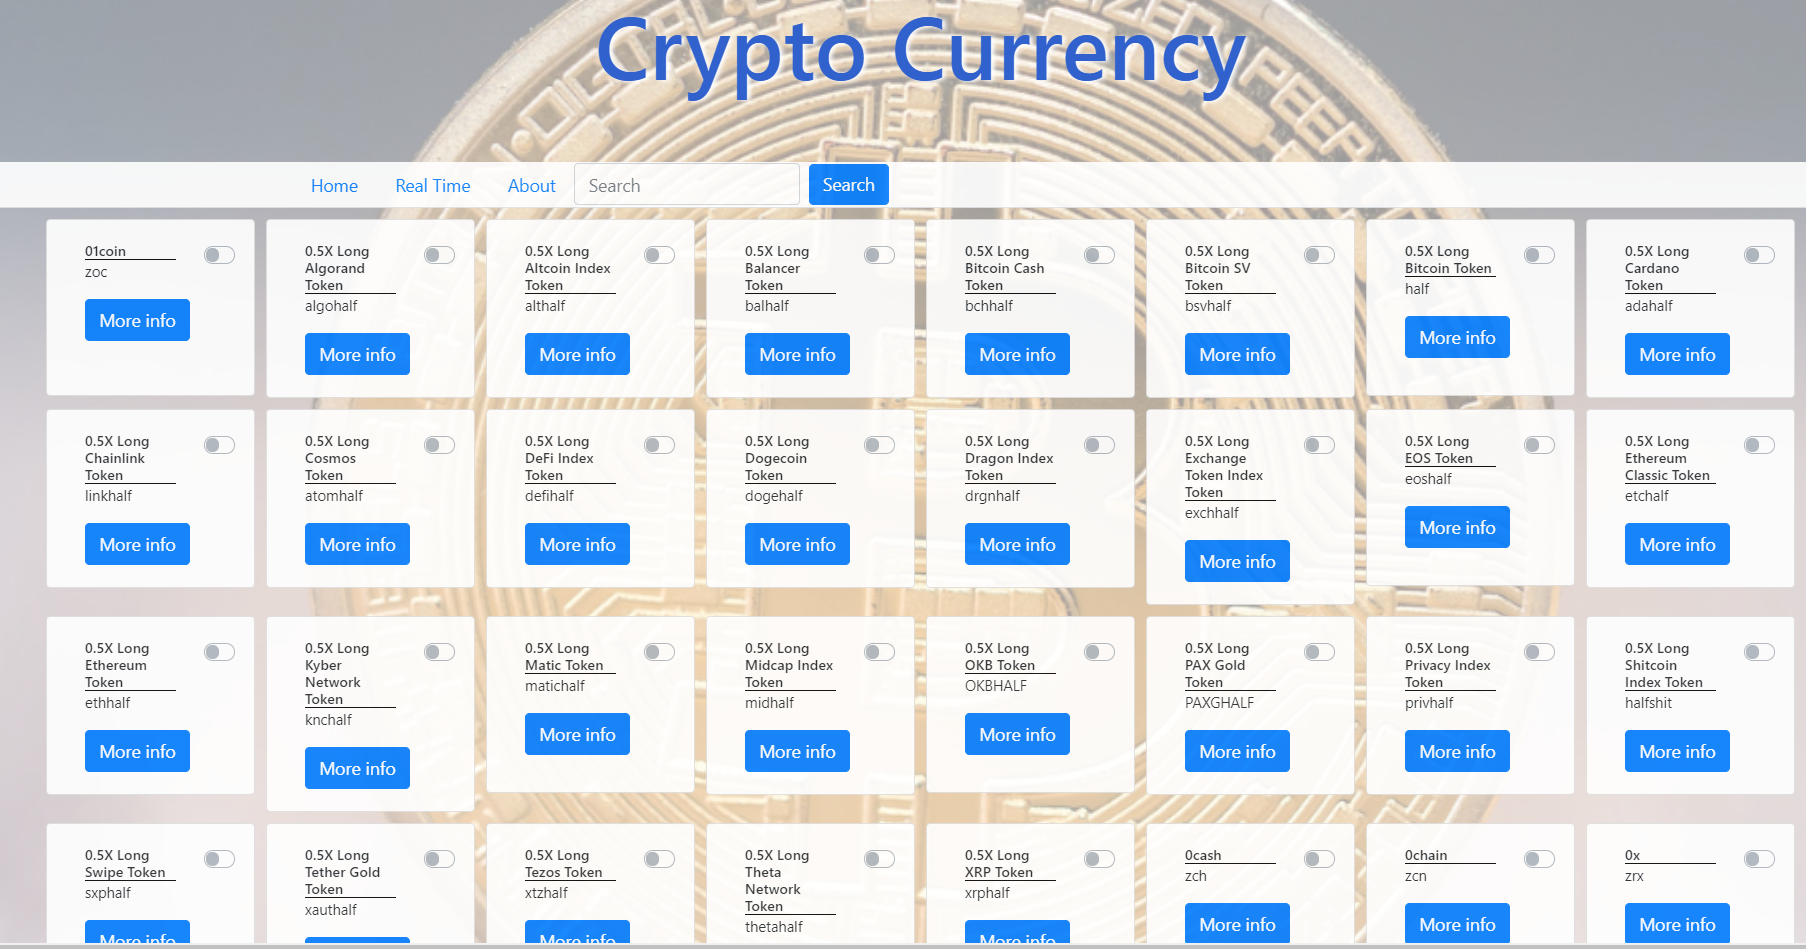 Crypto Currency
Home
Real Time
About
Search
Search
01coin
zoc
More info
0.5X Long
Algorand
Token
algohalf
More info
0.5X Long
Altcoin Index
Token
althalf
More info
0.5X Long
Balancer
Token
balhalf
More info
0.5X Long
Bitcoin Cash
Token
bchhalf
More info
0.5X Long
Bitcoin SV
Token
bsvhalf
More info
0.5X Long
Bitcoin Token
half
More info
0.5X Long
Cardano
Token
adahalf
More info
0.5X Long
Chainlink
Token
linkhalf
More info
0.5X Long
Cosmos
Token
atomhalf
More info
0.5X Long
DeFi Index
Token
defihalf
More info
0.5X Long
Dogecoin
Token
dogehalf
More info
0.5X Long
Dragon Index
Token
drgnhalf
More info
0.5X Long
Exchange
Token Index
Token
exchhalf
More info
0.5X Long
EOS Token
eoshalf
More info
0.5X Long
Ethereum
Classic Token
etchalf
More info
0.5X Long
Ethereum
Token
ethhalf
More info
0.5X Long
Kyber
Network
Token
knchalf
More info
0.5X Long
Matic Token
matichalf
More info
0.5X Long
Midcap Index
Token
midhalf
More info
0.5X Long
OKB Token
OKBHALF
More info
0.5X Long
PAX Gold
Token
PAXGHALF
More info
0.5X Long
Privacy Index
Token
privhalf
More info
0.5X Long
Shitcoin
Index Token
halfshit
More info
0.5X Long
Swipe Token
sxphalf
More info
0.5X Long
Tether Gold
Token
xauthalf
0.5X Long
Tezos Token
xtzhalf
More info
0.5X Long
Theta
Network
Token
thetahalf
0.5X Long
XRP Token
xrphalf
More info
0cash
zch
More info
0chain
zcn
More info
0x
zrx
More info